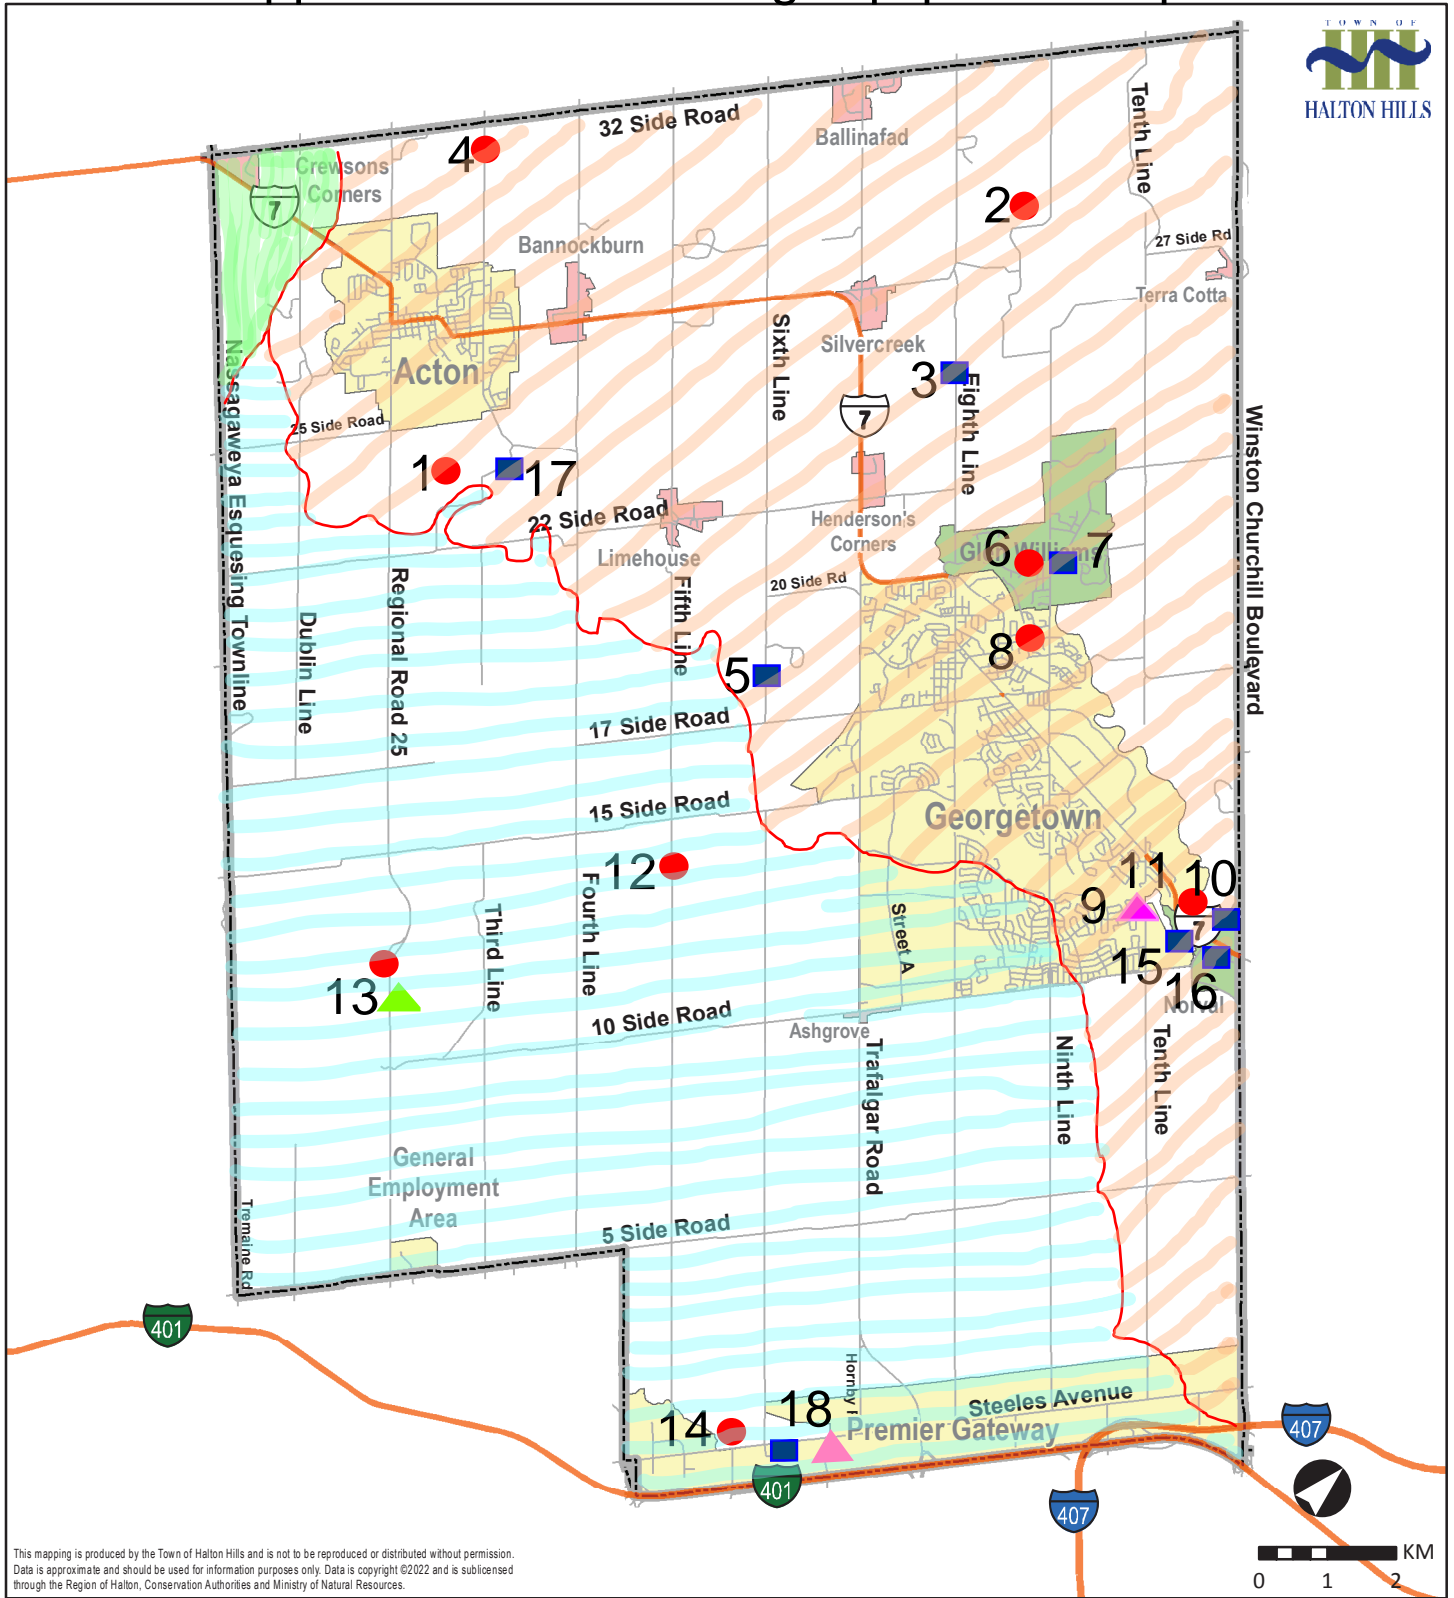 TOWN OF
HALTON HILLS
32 Side Road
Ballinafad
Tenth Line
4
Crewsons
Corners
7
2
27 Side Rd
Bannockburn
Terra Cotta
Sixth Line
Silvercreek
Acton
3
Eighth Line
7
Nassagaweya Esquesing Townline
25 Side Road
Winston Churchill Boulevard
1
17
22 Side Road
Henderson's
Corners
Limehouse
6
Glen Williams
7
20 Side Rd
Regional Road 25
Fifth Line
Dublin Line
8
5
17 Side Road
15 Side Road
Georgetown
12
11
10
9
Fourth Line
Third Line
Street A
7
15
16
Norval
13
10 Side Road
Ashgrove
Trafalgar Road
Ninth Line
Tenth Line
General
Employment
Area
Tremaine Rd
5 Side Road
401
Hornby
Steeles Avenue
18
14
Premier Gateway
407
401
407
This mapping is produced by the Town of Halton Hills and is not to be reproduced or distributed without permission.
Data is approximate and should be used for information purposes only. Data is copyright ©2022 and is sublicensed
through the Region of Halton, Conservation Authorities and Ministry of Natural Resources.
KM
0 1 2